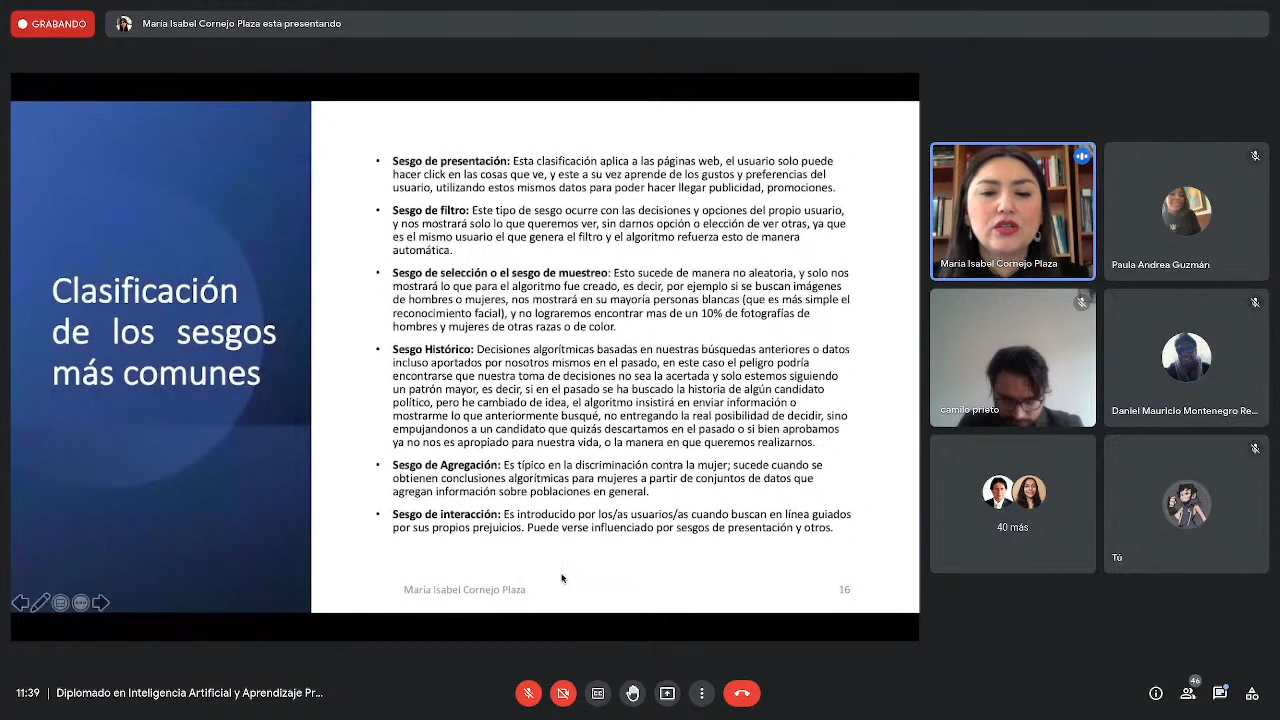 GRABANDO
María Isabel Cornejo Plaza está presentando
Clasificación
de los sesgos
más comunes
• Sesgo de presentación: Esta clasificación aplica a las páginas web, el usuario solo puede
hacer click en las cosas que ve, y este a su vez aprende de los gustos y preferencias del
usuario, utilizando estos mismos datos para poder hacer llegar publicidad, promociones.
• Sesgo de filtro: Este tipo de sesgo ocurre con las decisiones y opciones del propio usuario,
y nos mostrará solo lo que queremos ver, sin darnos opción o elección de ver otras, ya que
es el mismo usuario el que genera el filtro y el algoritmo refuerza esto de manera
automática.
• Sesgo de selección o el sesgo de muestreo: Esto sucede de manera no aleatoria, y solo nos
mostrará lo que para el algoritmo fue creado, es decir, por ejemplo si se buscan imágenes
de hombres o mujeres, nos mostrará en su mayoría personas blancas (que es más simple el
reconocimiento facial), y no lograremos encontrar mas de un 10% de fotografías de
hombres y mujeres de otras razas o de color.
• Sesgo Histórico: Decisiones algorítmicas basadas en nuestras búsquedas anteriores o datos
incluso aportados por nosotros mismos en el pasado, en este caso el peligro podría
encontrarse que nuestra toma de decisiones no sea la acertada y solo estemos siguiendo
un patrón mayor, es decir, si en el pasado se ha buscado la historia de algún candidato
político, pero he cambiado de idea, el algoritmo insistirá en enviar información o
mostrarme lo que anteriormente busqué, no entregando la real posibilidad de decidir, sino
empujandonos a un candidato que quizás descartamos en el pasado o si bien aprobamos
ya no nos es apropiado para nuestra vida, o la manera en que queremos realizarnos.
• Sesgo de Agregación: Es típico en la discriminación contra la mujer; sucede cuando se
obtienen conclusiones algorítmicas para mujeres a partir de conjuntos de datos que
agregan información sobre poblaciones en general.
• Sesgo de interacción: Es introducido por los/as usuarios/as cuando buscan en línea guiados
por sus propios prejuicios. Puede verse influenciado por sesgos de presentación y otros.
María Isabel Cornejo Plaza
16
María Isabel Cornejo Plaza
Paula Andrea Guzmán
camilo prieto
Daniel Mauricio Montenegro Re...
40 más
Tú
11:39 | Diplomado en Inteligencia Artificial y Aprendizaje Pr...
46